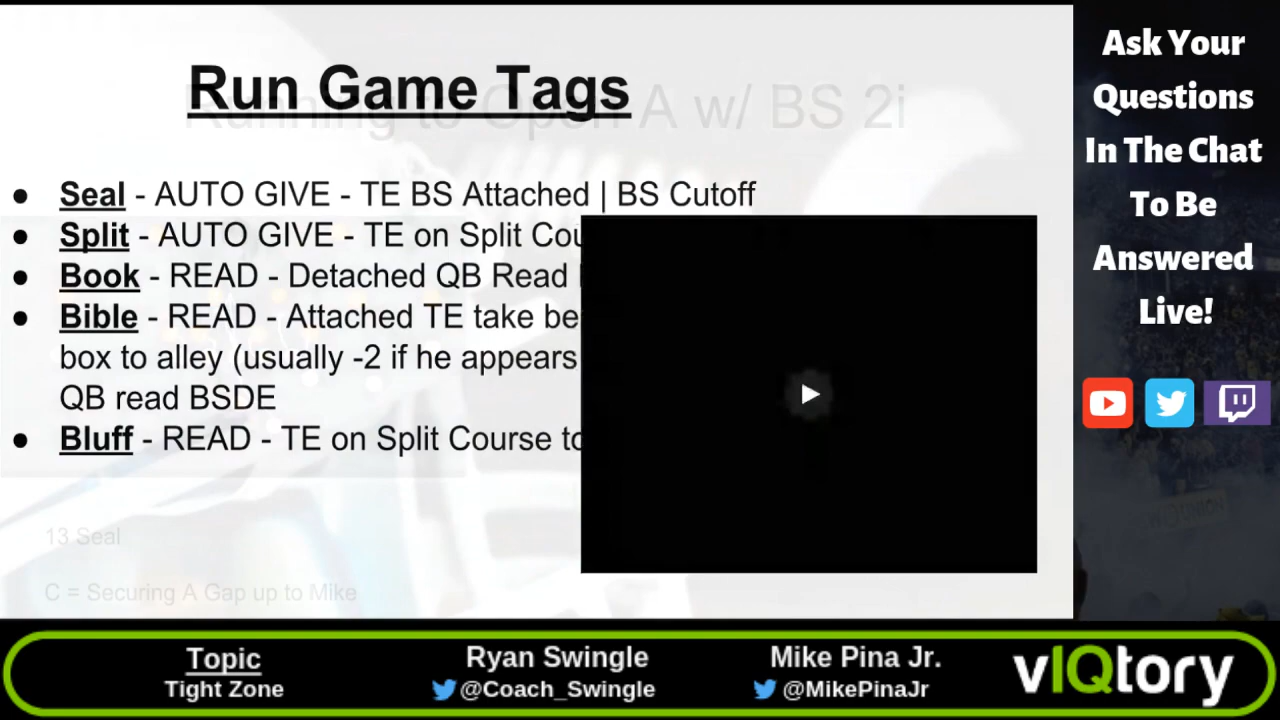 Run Game Tags
Running to Open A w/ BS 2i
● Seal - AUTO GIVE - TE BS Attached | BS Cutoff
● Split - AUTO GIVE - TE on Split Cou
● Book - READ - Detached QB Read
● Bible - READ - Attached TE take be
box to alley (usually -2 if he appears
QB read BSDE
● Bluff - READ - TE on Split Course to
13 Seal
C = Securing A Gap up to Mike
Ask Your
Questions
In The Chat
To Be
Answered
Live!
Topic
Tight Zone
Ryan Swingle
@Coach_Swingle
Mike Pina Jr.
@MikePinaJr
vIQtory